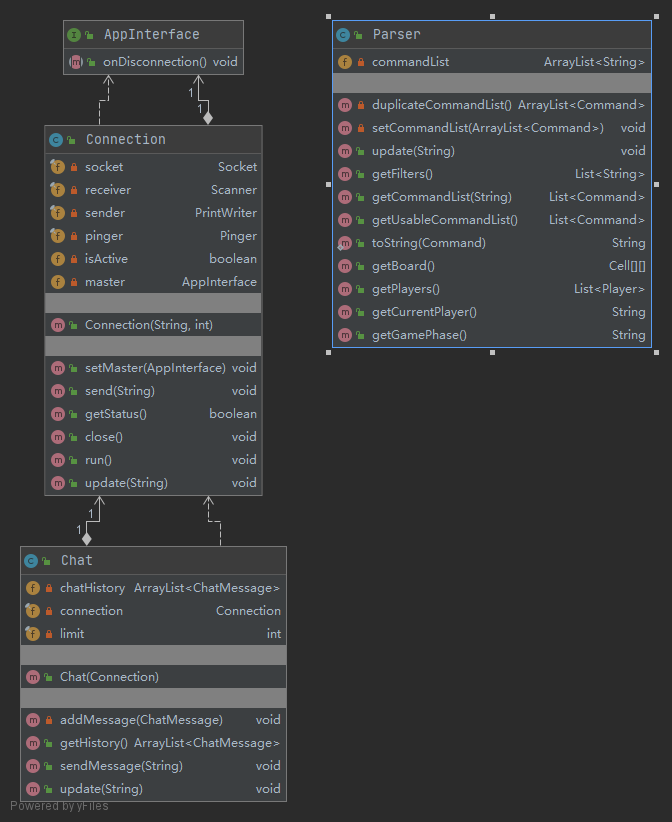 AppInterface
onDisconnection() void
1
1
Connection
socket Socket
receiver Scanner
sender PrintWriter
pinger Pinger
isActive boolean
master AppInterface
Connection(String, int)
setMaster(AppInterface) void
send(String) void
getStatus() boolean
close() void
run() void
update(String) void
1
1
Chat
chatHistory ArrayList<ChatMessage>
connection Connection
limit int
Chat(Connection)
addMessage(ChatMessage) void
getHistory() ArrayList<ChatMessage>
sendMessage(String) void
update(String) void
Parser
commandList ArrayList<String>
duplicateCommandList() ArrayList<Command>
setCommandList(ArrayList<Command>) void
update(String) void
getFilters() List<String>
getCommandList(String) List<Command>
getUsableCommandList() List<Command>
toString(Command) String
getBoard() Cell[][]
getPlayers() List<Player>
getCurrentPlayer() String
getGamePhase() String
Powered by yFiles